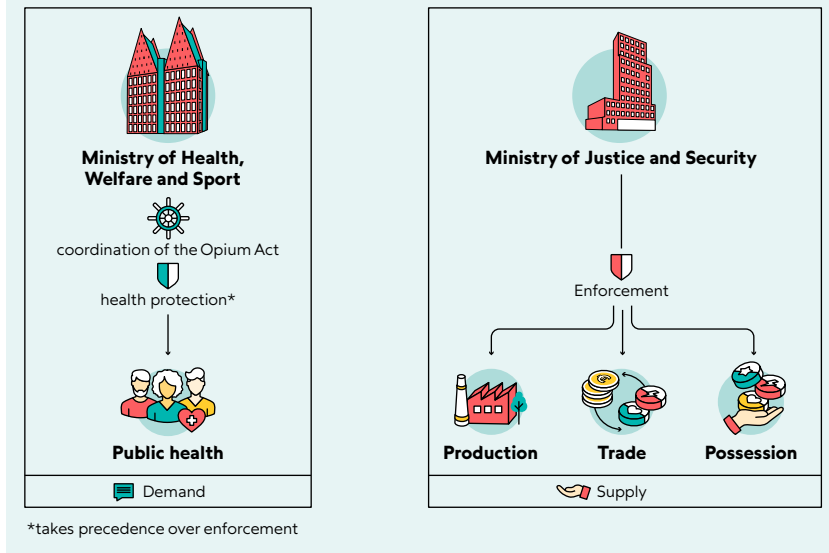 Ministry of Health,
Welfare and Sport
coordination of the Opium Act
health protection*
Public health
Demand
Ministry of Justice and Security
Enforcement
Production
Trade
Possession
Supply
*takes precedence over enforcement